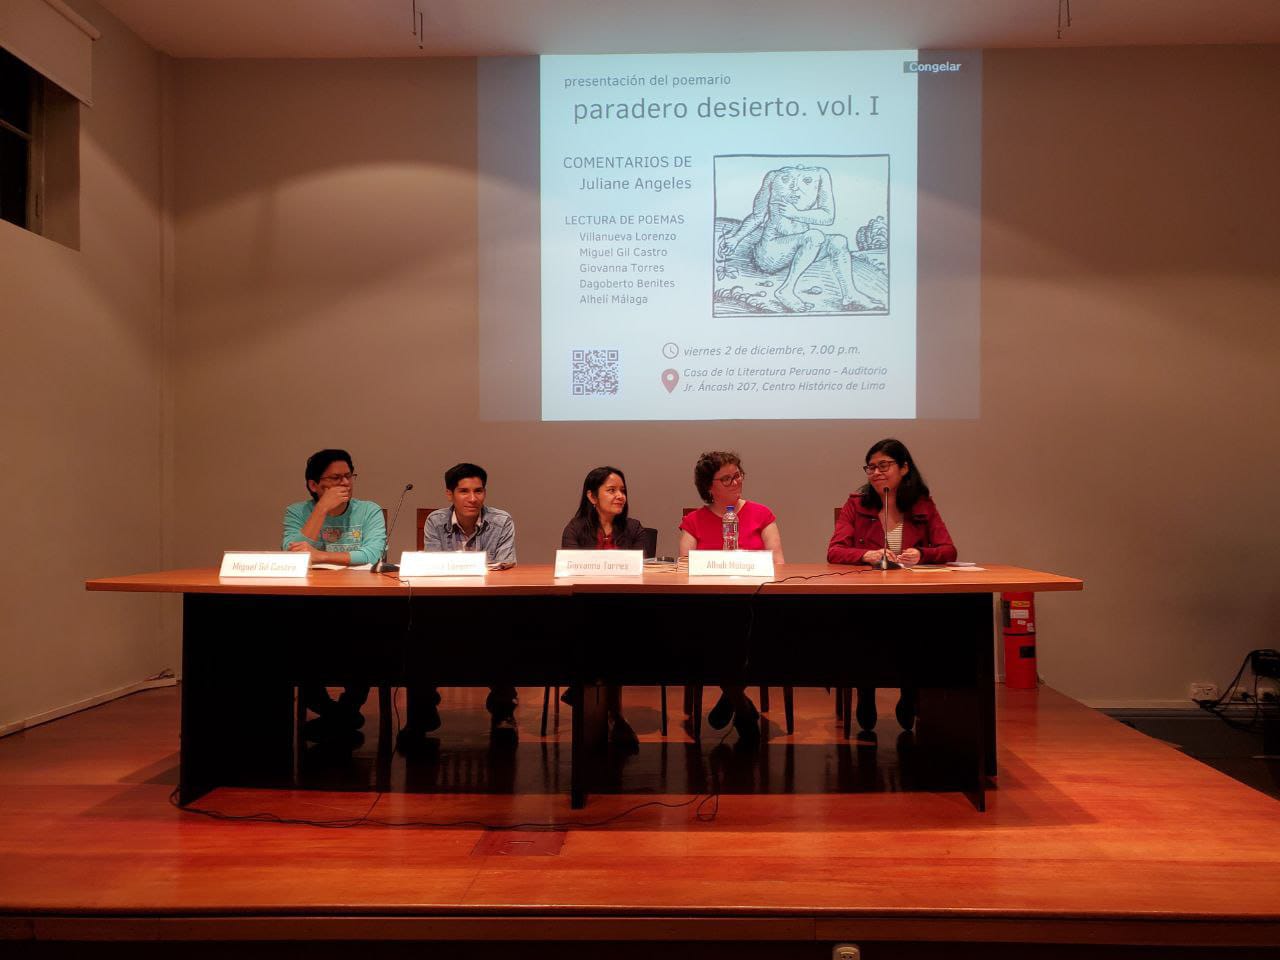 Congelar
presentación del poemario
paradero desierto. vol. I
COMENTARIOS DE
Juliane Angeles
LECTURA DE POEMAS
Villanueva Lorenzo
Miguel Gil Castro
Giovanna Torres
Dagoberto Benites
Alhelí Málaga
viernes 2 de diciembre, 7.00 p.m.
Casa de la Literatura Peruana - Auditorio
Jr. Áncash 207, Centro Histórico de Lima
Miguel Gil Castro
Lorenzo
Giovanna Torres
Alhelí Málaga